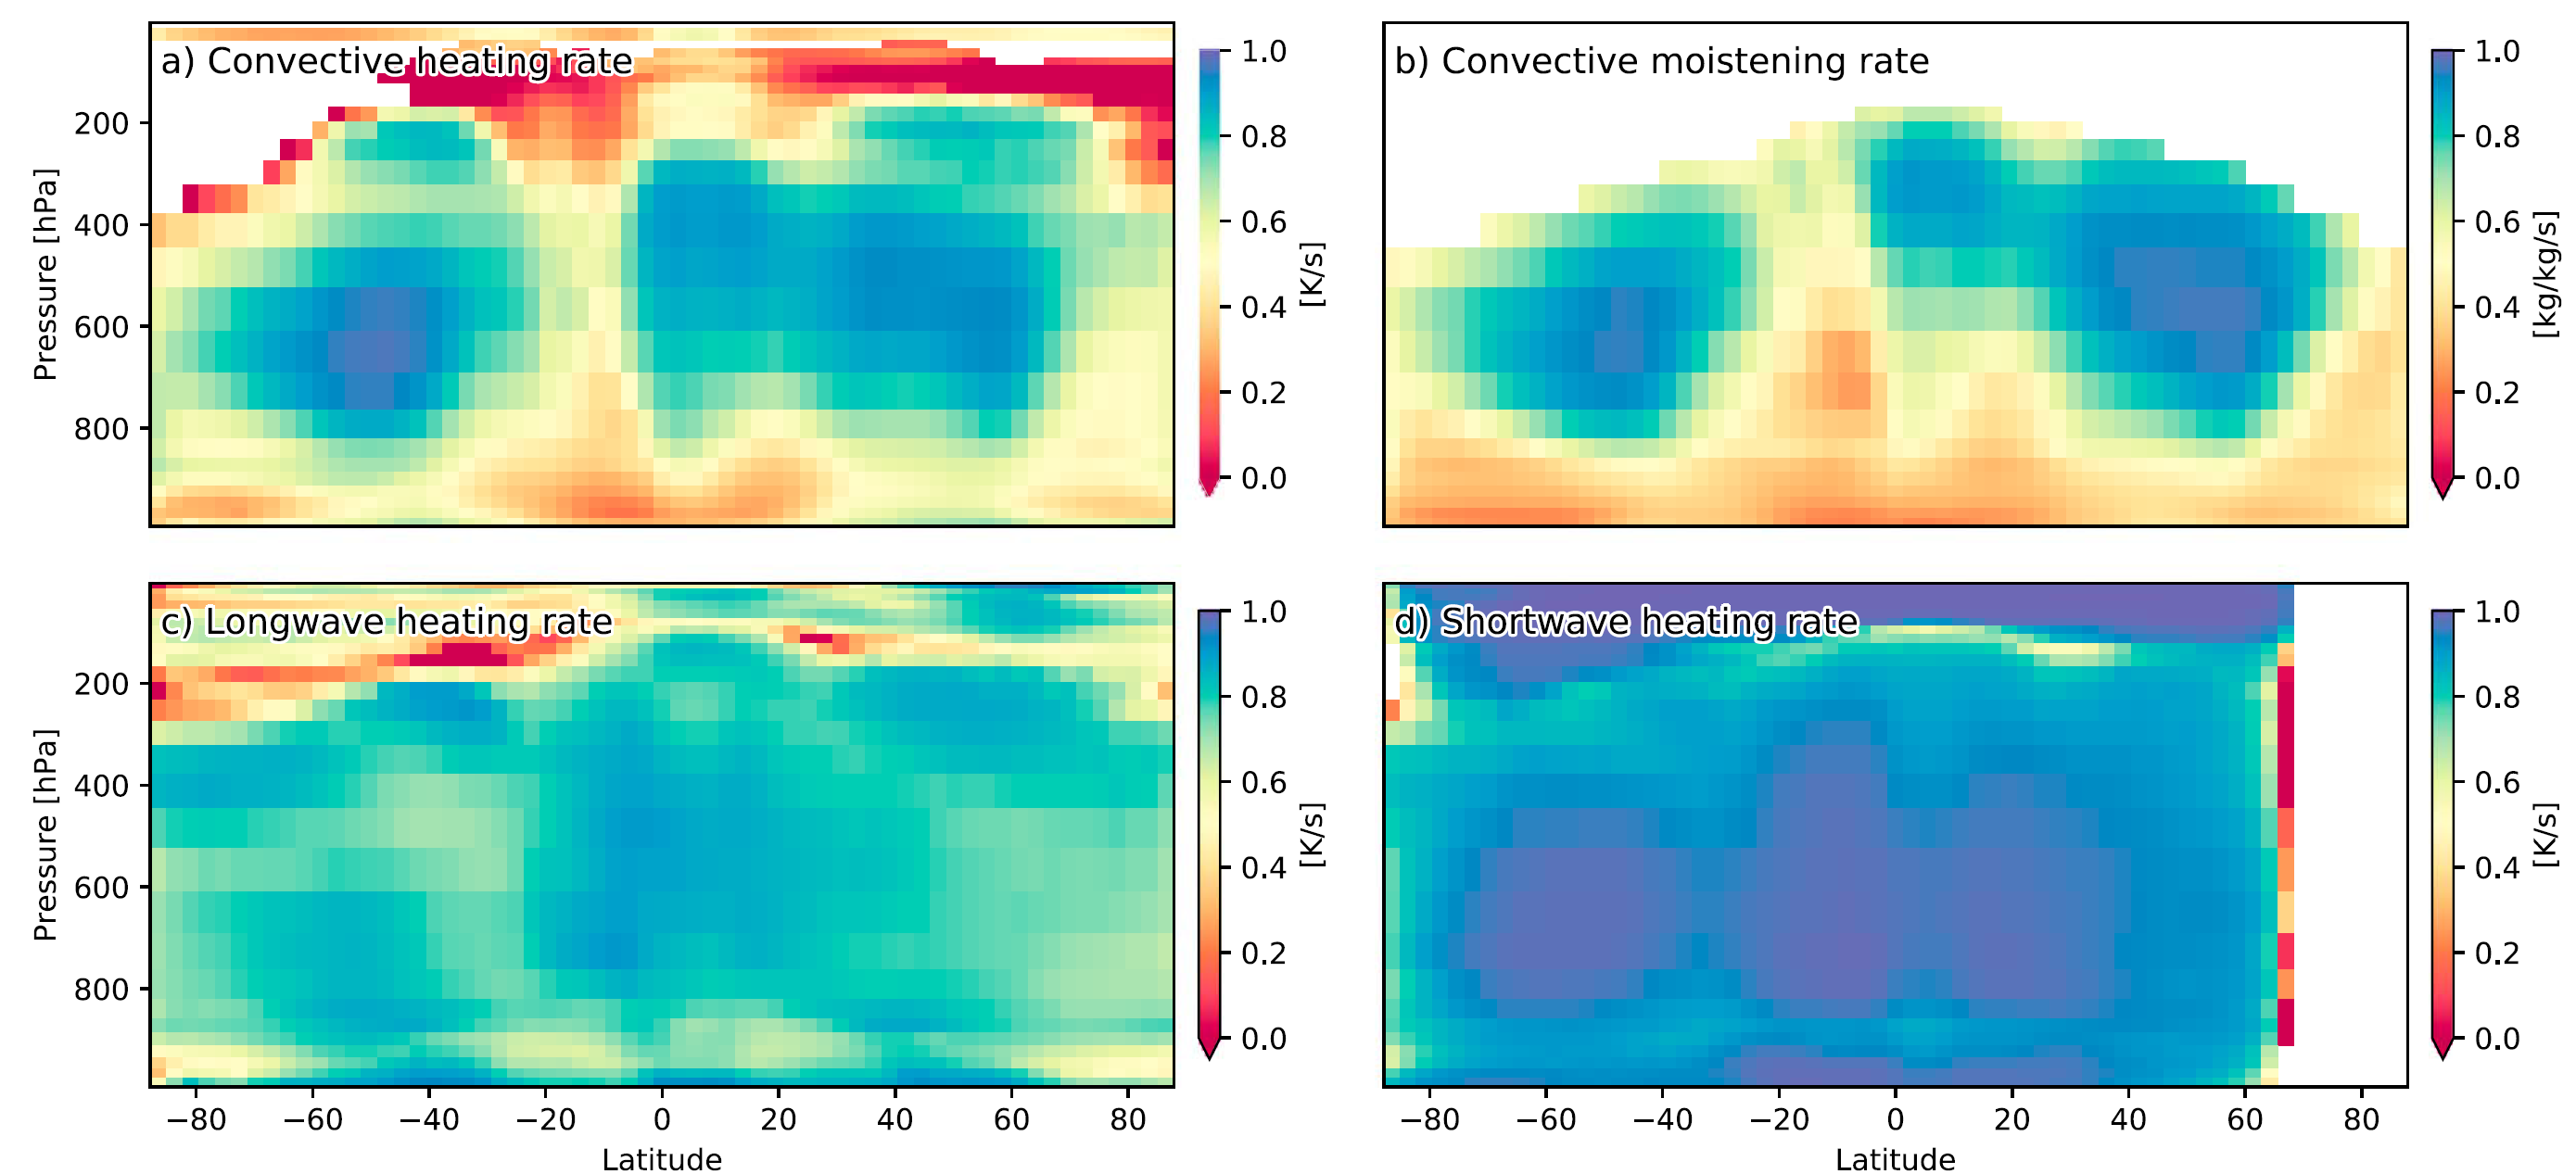 a) Convective heating rate
Pressure [hPa]
200
400
600
800
1.0
0.8
0.6
0.4
0.2
0.0
[K/s]
b) Convective moistening rate
1.0
0.8
0.6
0.4
0.2
0.0
[kg/kg/s]
c) Longwave heating rate
Pressure [hPa]
200
400
600
800
−80 −60 −40 −20 0 20 40 60 80
Latitude
1.0
0.8
0.6
0.4
0.2
0.0
[K/s]
d) Shortwave heating rate
−80 −60 −40 −20 0 20 40 60 80
Latitude
1.0
0.8
0.6
0.4
0.2
0.0
[K/s]